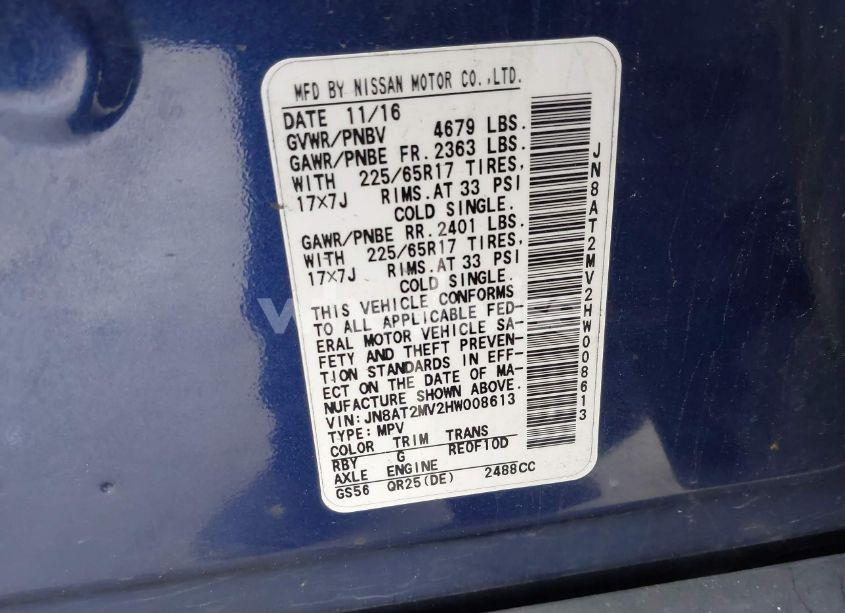 MFD BY NISSAN MOTOR CO.,LTD.
DATE 11/16
GVWR/PNBV 4679 LBS.
GAWR/PNBE FR. 2363 LBS.
WITH 225/65R17 TIRES,
17×7J RIMS.AT 33 PSI
COLD SINGLE.
GAWR/PNBE RR. 2401 LBS.
WITH 225/65R17 TIRES,
17×7J RIMS.AT 33 PSI
COLD SINGLE.
THIS VEHICLE CONFORMS
TO ALL APPLICABLE FED-
ERAL MOTOR VEHICLE SA-
FETY AND THEFT PREVEN-
TION STANDARDS IN EFF-
ECT ON THE DATE OF MA-
NUFACTURE SHOWN ABOVE.
VIN:JN8AT2MV2HW008613
TYPE:MPV
COLOR TRIM TRANS
RBY G RE0F10D
AXLE ENGINE
GS56 QR25(DE) 2488CC
JN8AT2MV2HW008613